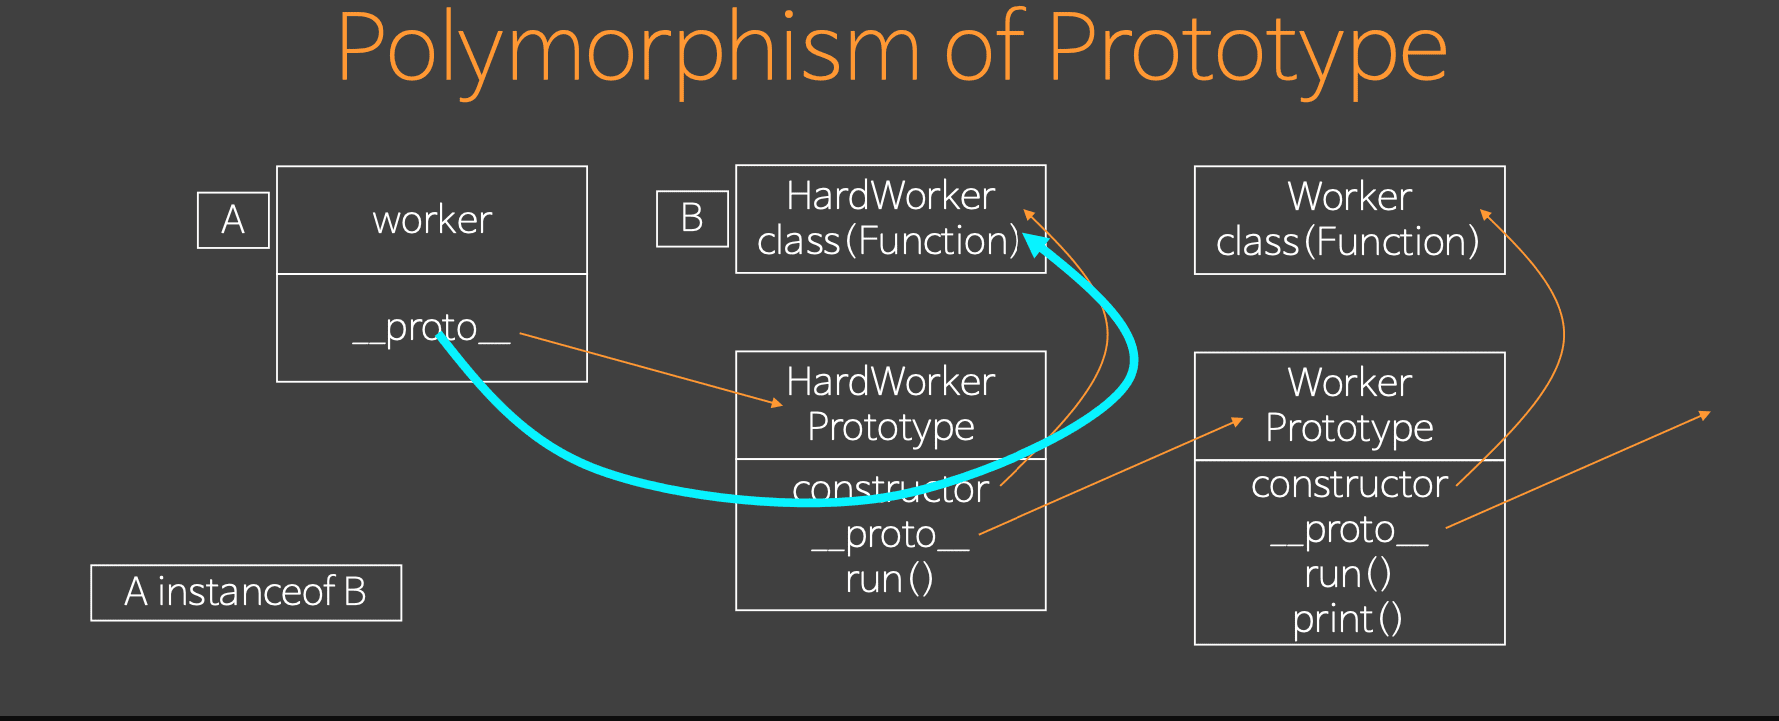 Polymorphism of Prototype
A
worker
__proto__
B
HardWorker
class(Function)
HardWorker
Prototype
constructor
__proto__
run()
Worker
class(Function)
Worker
Prototype
constructor
__proto__
run()
print()
A instanceof B